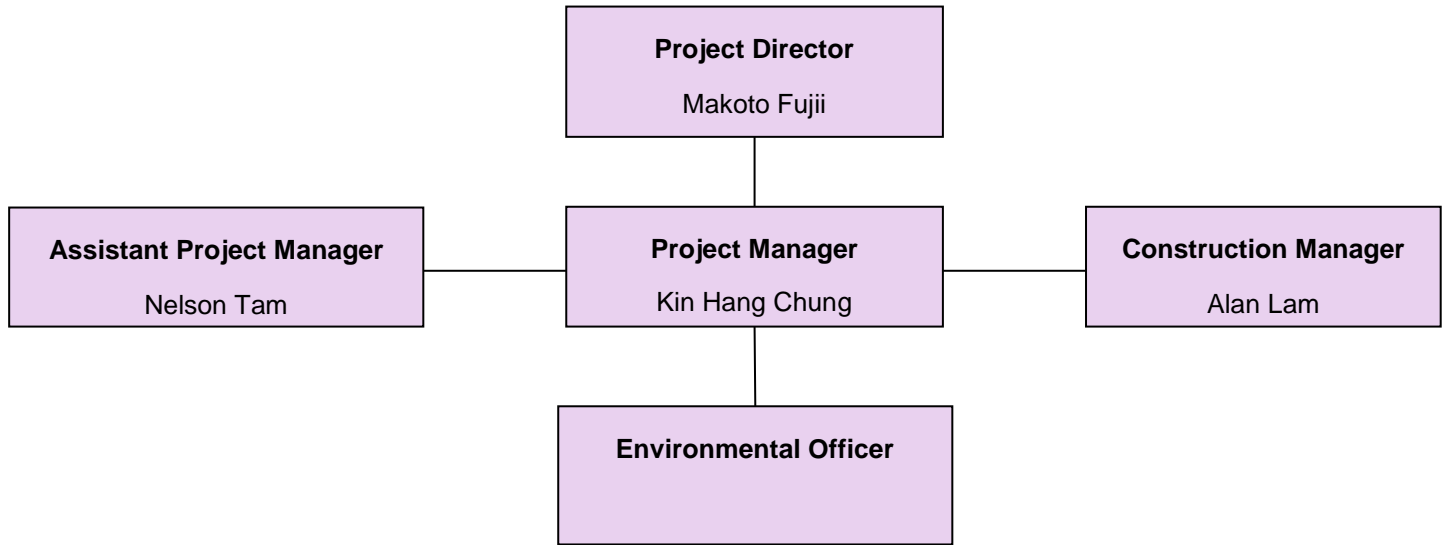 Project Director
Makoto Fujii
Assistant Project Manager
Nelson Tam
Project Manager
Kin Hang Chung
Construction Manager
Alan Lam
Environmental Officer